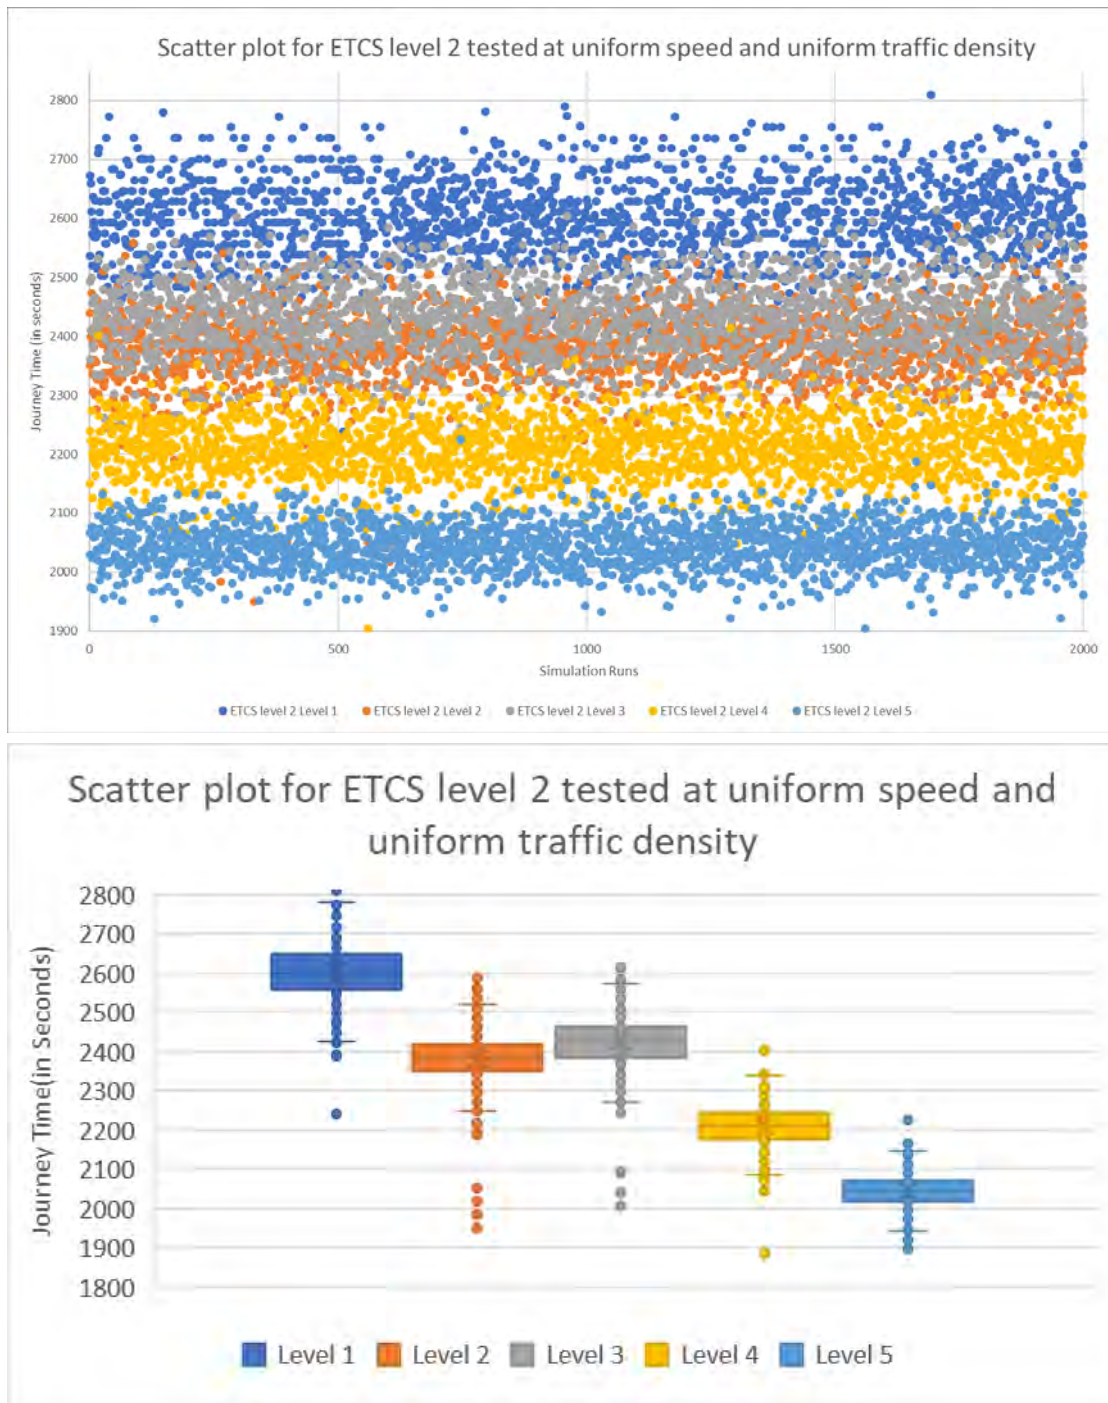 Scatter plot for ETCS level 2 tested at uniform speed and uniform traffic density
2800
2700
2600
2500
2400
2300
2200
2100
2000
1900
Journey Time (in seconds)
0 500 1000 1500 2000
Simulation Runs
ETCS level 2 Level 1 ETCS level 2 Level 2 ETCS level 2 Level 3 ETCS level 2 Level 4 ETCS level 2 Level 5
Scatter plot for ETCS level 2 tested at uniform speed and
uniform traffic density
2800
2700
2600
2500
2400
2300
2200
2100
2000
1900
1800
Journey Time(in Seconds)
Level 1 Level 2 Level 3 Level 4 Level 5